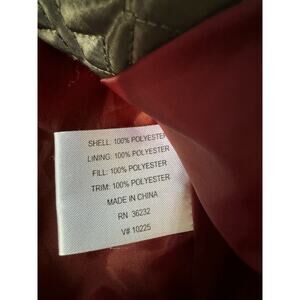 SHELL: 100% POLYESTER
LINING: 100% POLYESTER
FILL: 100% POLYESTER
TRIM: 100% POLYESTER
MADE IN CHINA
RN 36232
V# 10225